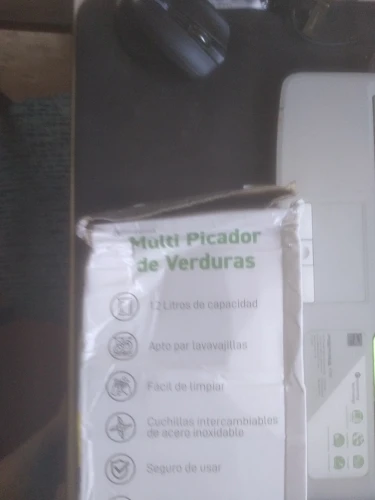 Multi Picador
de Verduras
1.2 Litros de capacidad
Apto par lavavajillas
Fácil de limpiar
Cuchillas intercambiables
de acero inoxidable
Seguro de usar